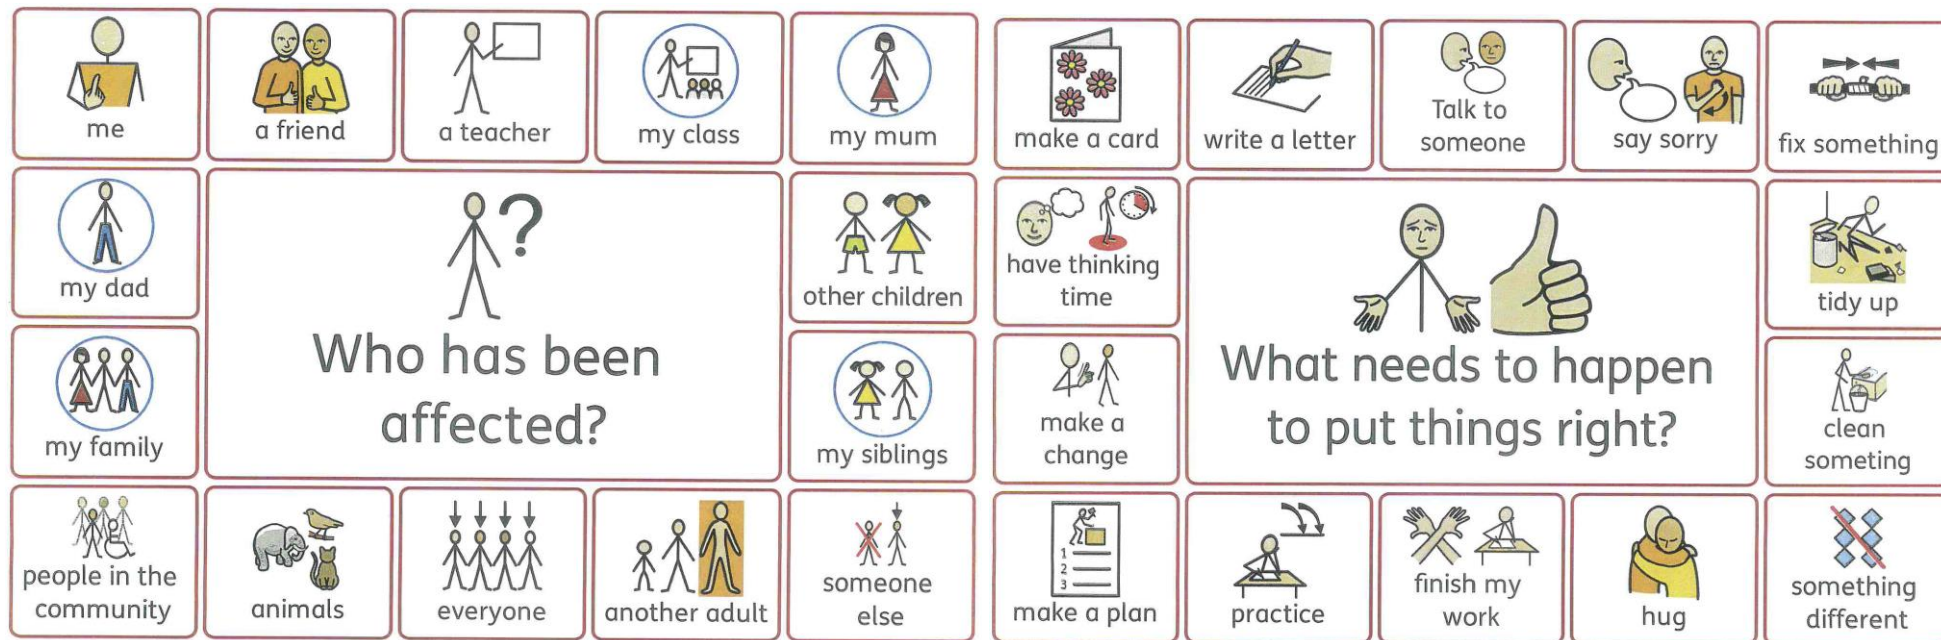 me
a friend
a teacher
my class
my mum
my dad
?
Who has been
affected?
other children
my family
my siblings
people in the
community
animals
everyone
another adult
someone
else
make a card
write a letter
Talk to
someone
say sorry
fix something
have thinking
time
What needs to happen
to put things right?
tidy up
make a
change
clean
someting
1
2
3
make a plan
practice
finish my
work
hug
something
different